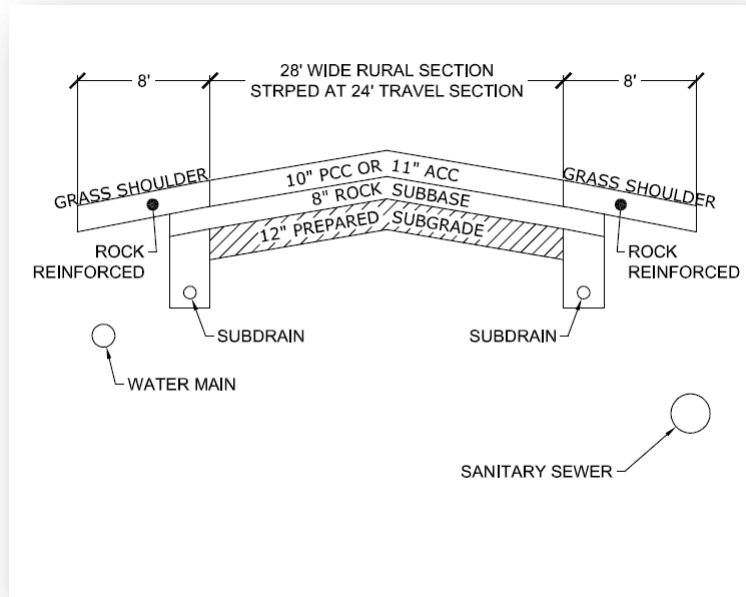 8'
28' WIDE RURAL SECTION
STRPED AT 24' TRAVEL SECTION
8'
GRASS SHOULDER
10" PCC OR 11" ACC
GRASS SHOULDER
8" ROCK SUBBASE
12" PREPARED SUBGRADE
ROCK
REINFORCED
ROCK
REINFORCED
SUBDRAIN
SUBDRAIN
WATER MAIN
SANITARY SEWER